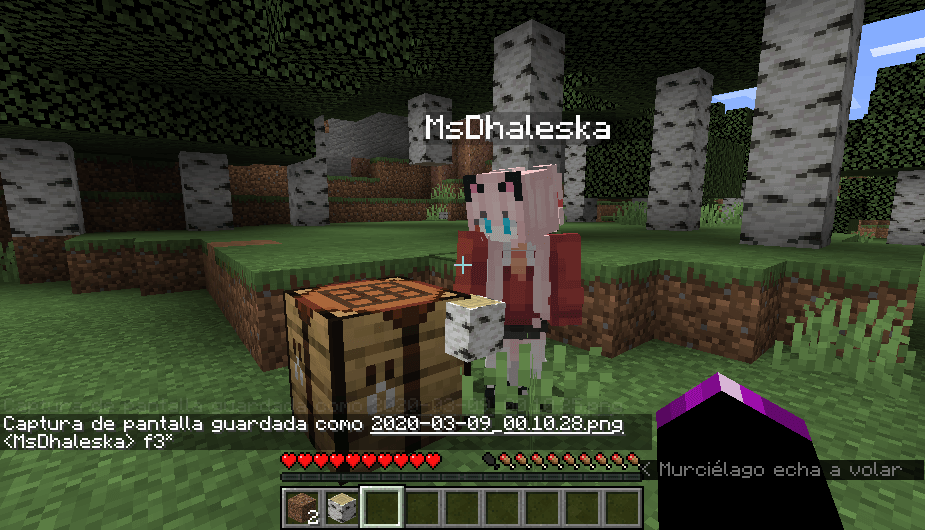 MsDhaleska
Captura de pantalla guardada como 2020-03-09_00.10.28.png
<MsDhaleska> f3*
< Murciélago echa a volar
2